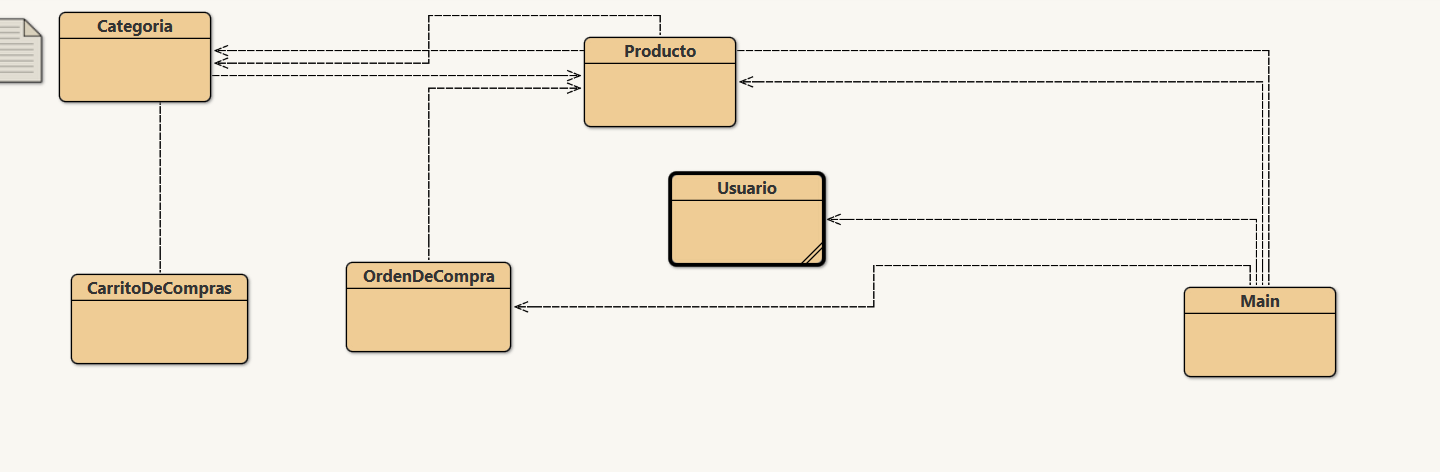 Categoria
Producto
Usuario
CarritoDeCompras
OrdenDeCompra
Main